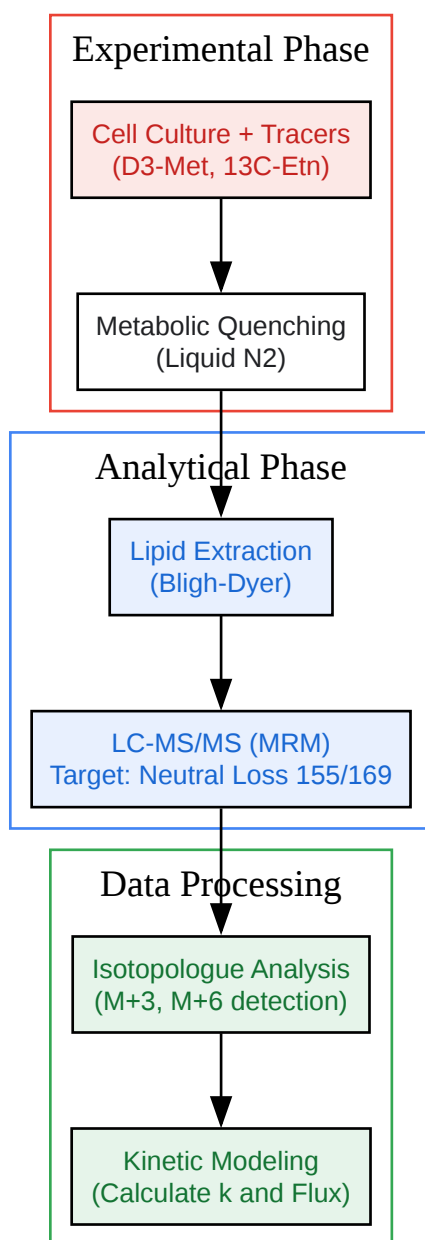 Experimental Phase
Cell Culture + Tracers
(D3-Met, 13C-Etn)
Metabolic Quenching
(Liquid N2)
Analytical Phase
Lipid Extraction
(Bligh-Dyer)
LC-MS/MS (MRM)
Target: Neutral Loss 155/169
Data Processing
Isotopologue Analysis
(M+3, M+6 detection)
Kinetic Modeling
(Calculate k and Flux)